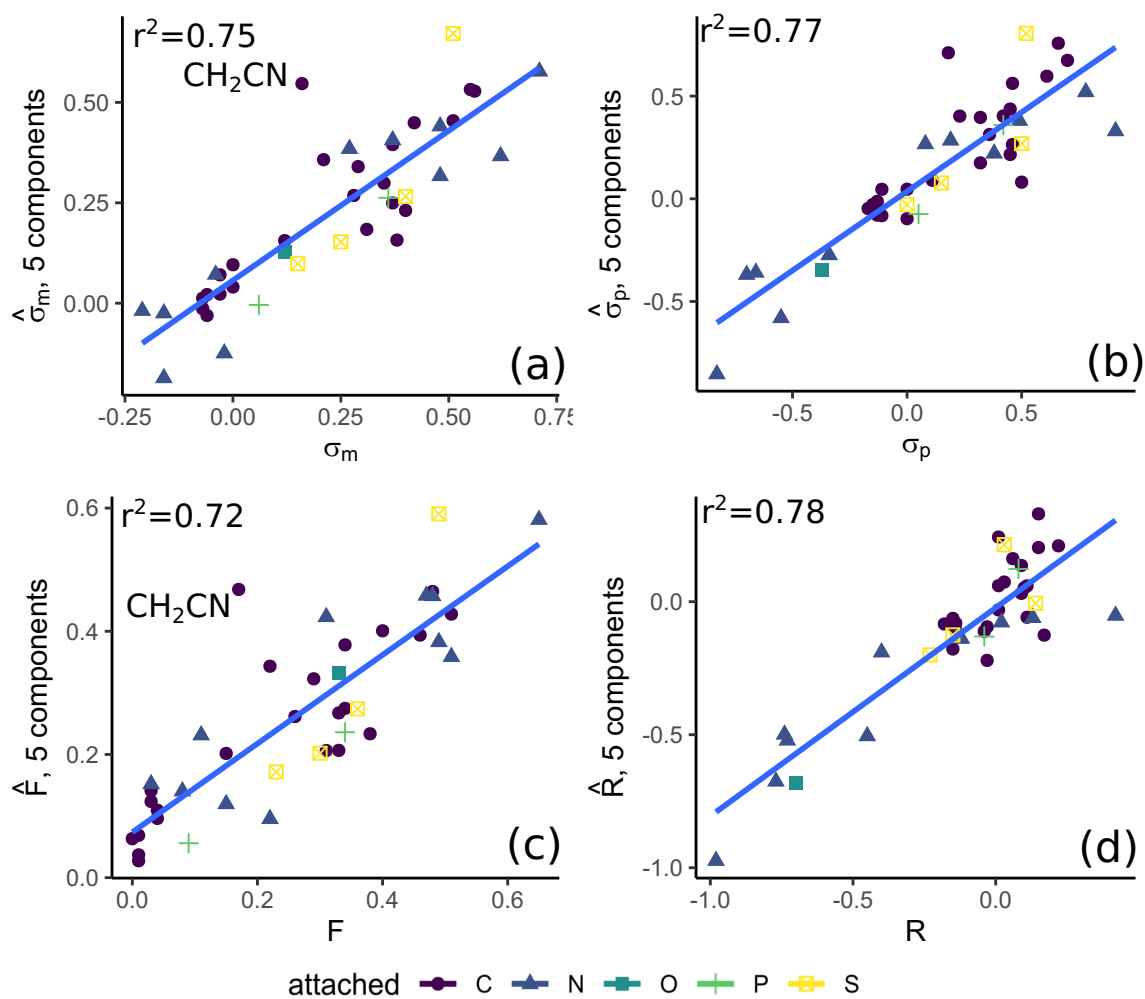 r²=0.75
CH₂CN
0.50
0.25
0.00
σ̂ₘ, 5 components
(a)
-0.25 0.00 0.25 0.50 0.75
σₘ
r²=0.77
0.5
0.0
-0.5
σ̂ₚ, 5 components
(b)
-0.5 0.0 0.5
σₚ
r²=0.72
CH₂CN
0.6
0.4
0.2
0.0
F̂, 5 components
(c)
0.0 0.2 0.4 0.6
F
r²=0.78
0.0
-0.5
-1.0
R̂, 5 components
(d)
-1.0 -0.5 0.0
R
attached C N O P S